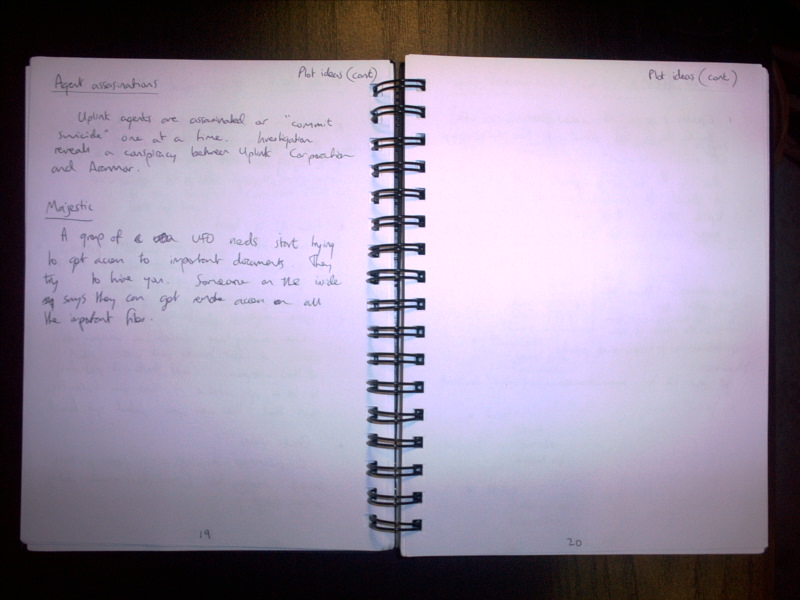 Plot ideas (cont)
Agent assasinations
Uplink agents are assasinated or "commit
suicide" one at a time. Investigation
reveals a conspiracy between Uplink Corporation
and Arunmor.
Majestic
A group of UFO nerds start trying
to get access to important documents. They
try to hire you. Someone on the inside
says they can get remote access on all
the important files.
19
Plot ideas (cont)
20